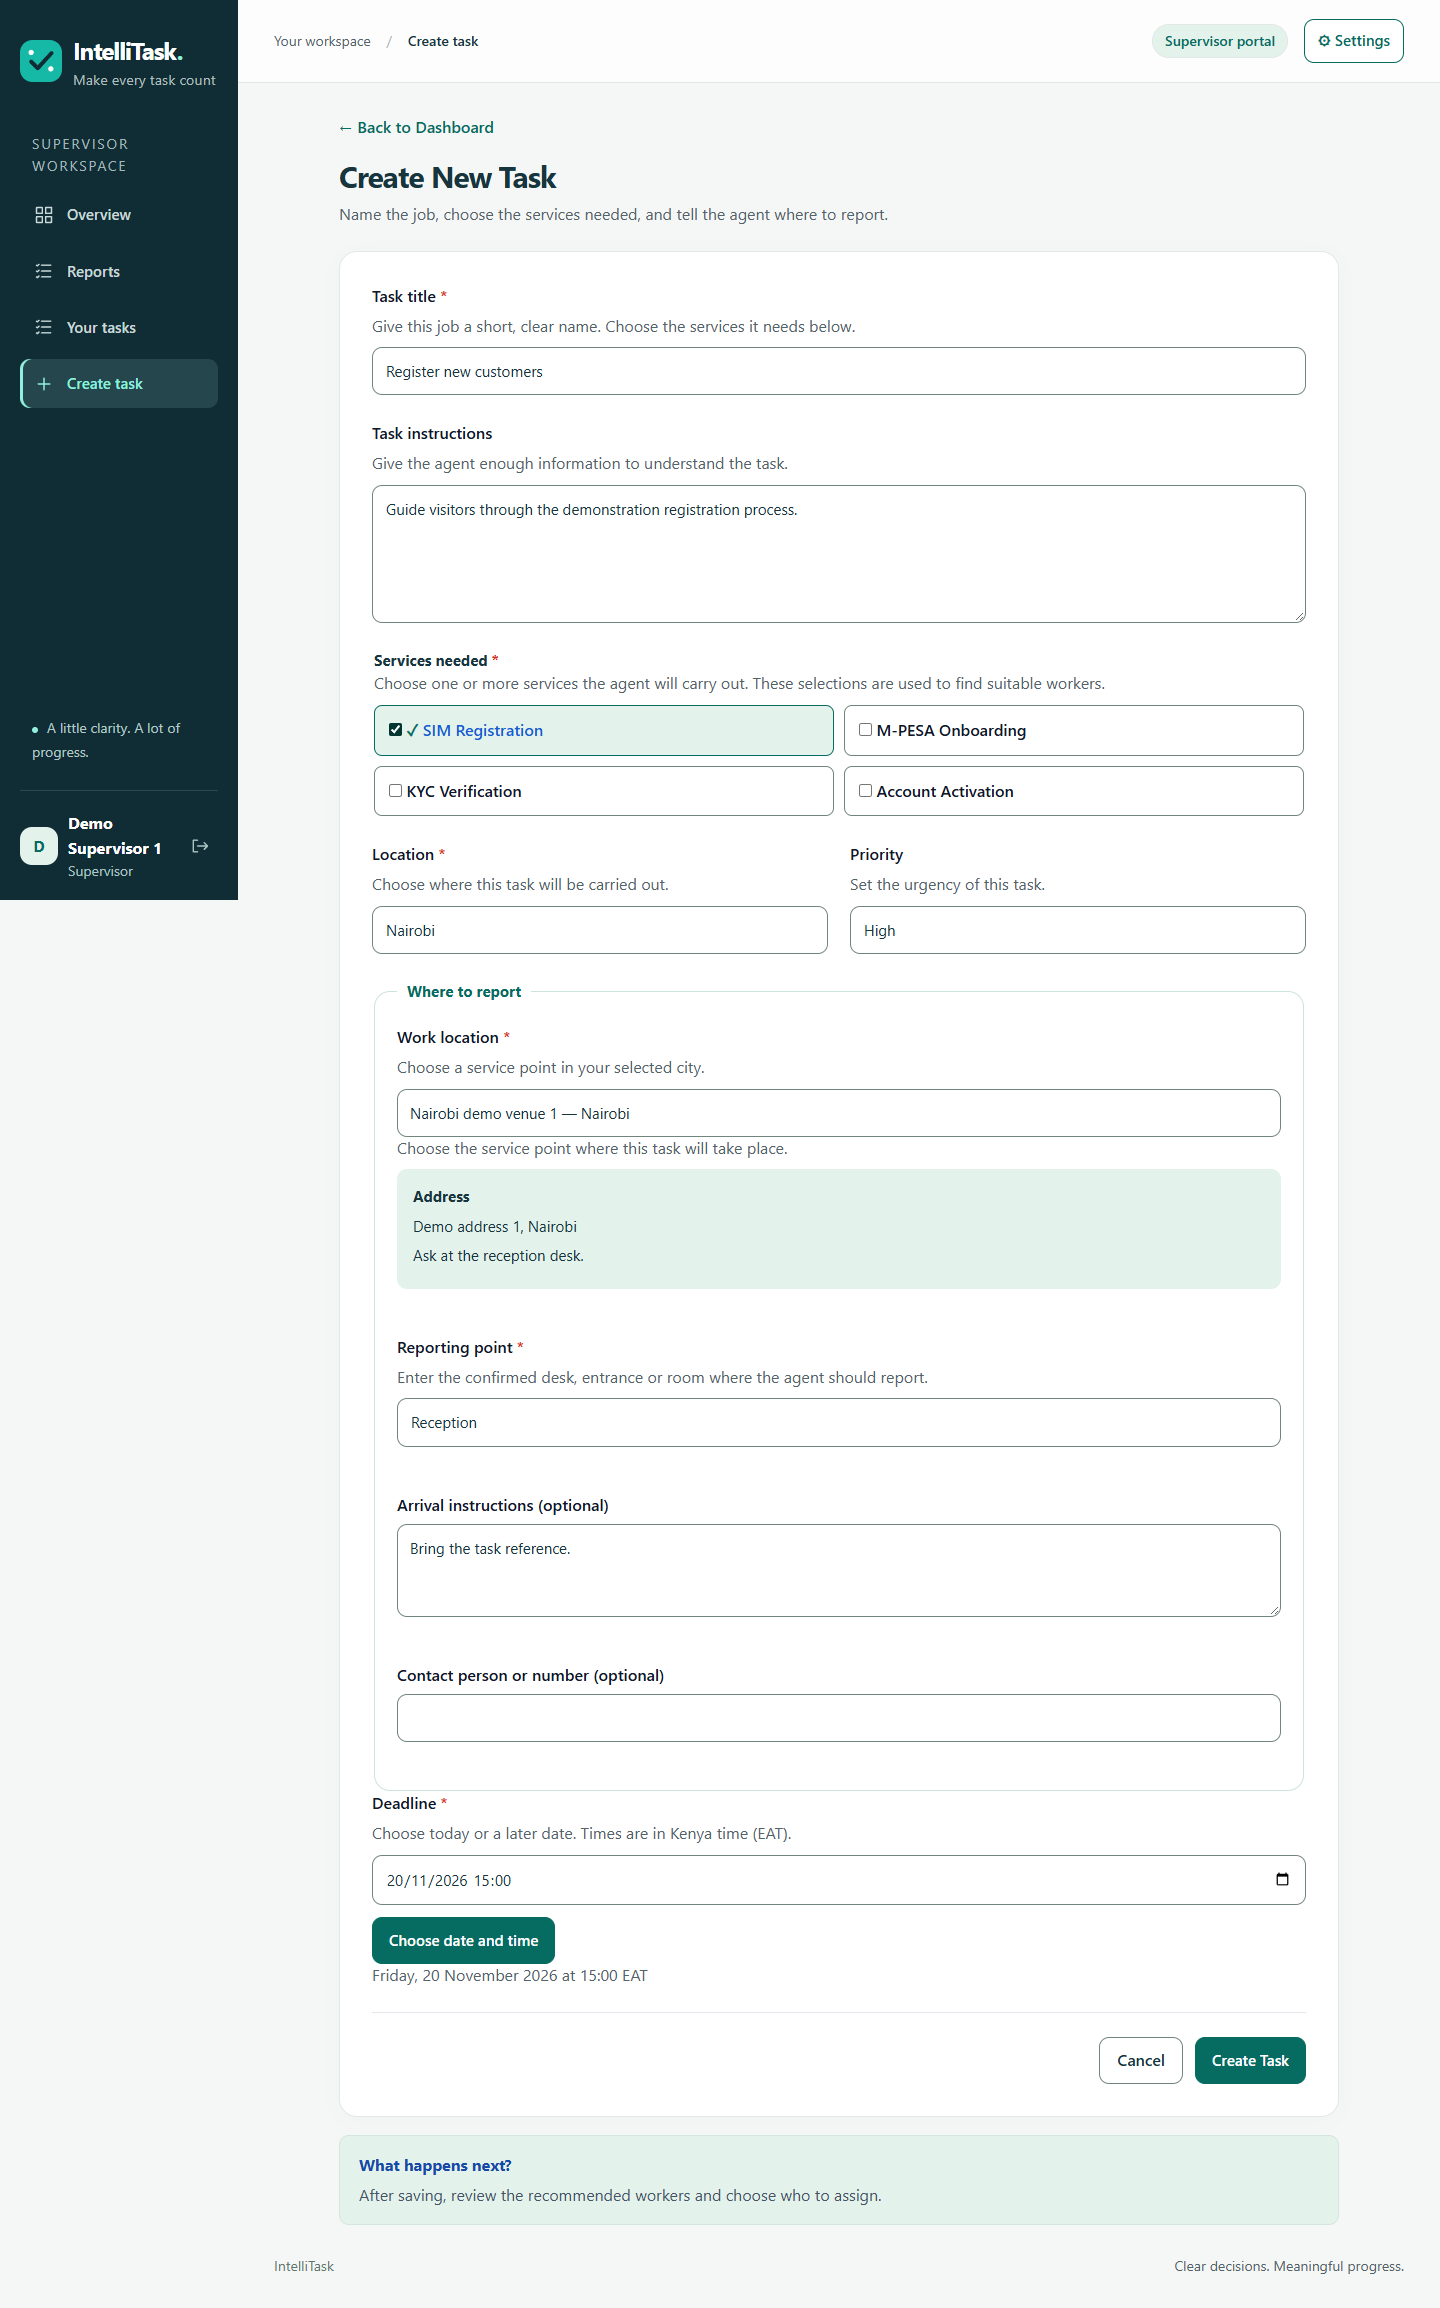 IntelliTask.
Make every task count
SUPERVISOR
WORKSPACE
Overview
Reports
Your tasks
Create task
A little clarity. A lot of
progress.
D
Demo
Supervisor 1
Supervisor
Your workspace / Create task
Supervisor portal
⚙ Settings
← Back to Dashboard
Create New Task
Name the job, choose the services needed, and tell the agent where to report.
Task title *
Give this job a short, clear name. Choose the services it needs below.
Register new customers
Task instructions
Give the agent enough information to understand the task.
Guide visitors through the demonstration registration process.
Services needed *
Choose one or more services the agent will carry out. These selections are used to find suitable workers.
✓ SIM Registration
M-PESA Onboarding
KYC Verification
Account Activation
Location *
Choose where this task will be carried out.
Nairobi
Priority
Set the urgency of this task.
High
Where to report
Work location *
Choose a service point in your selected city.
Nairobi demo venue 1 — Nairobi
Choose the service point where this task will take place.
Address
Demo address 1, Nairobi
Ask at the reception desk.
Reporting point *
Enter the confirmed desk, entrance or room where the agent should report.
Reception
Arrival instructions (optional)
Bring the task reference.
Contact person or number (optional)
Deadline *
Choose today or a later date. Times are in Kenya time (EAT).
20/11/2026 15:00
Choose date and time
Friday, 20 November 2026 at 15:00 EAT
Cancel
Create Task
What happens next?
After saving, review the recommended workers and choose who to assign.
IntelliTask
Clear decisions. Meaningful progress.